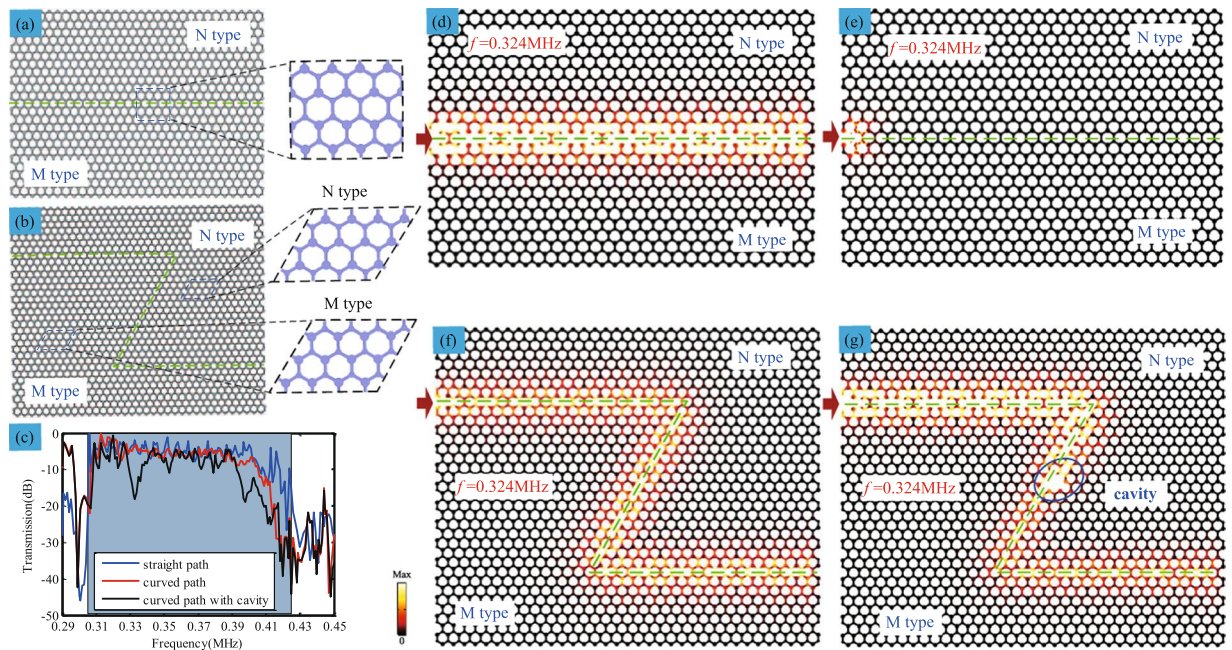 (a)
N type
M type
N type
(b)
N type
M type
M type
(c)
0
-10
-20
-30
-40
-50
Transmission(dB)
straight path
curved path
curved path with cavity
0.29 0.31 0.33 0.35 0.37 0.39 0.41 0.43 0.45
Frequency(MHz)
Max
0
(d)
f=0.324MHz
N type
M type
(e)
f=0.324MHz
N type
M type
(f)
N type
f=0.324MHz
M type
(g)
N type
f=0.324MHz
cavity
M type